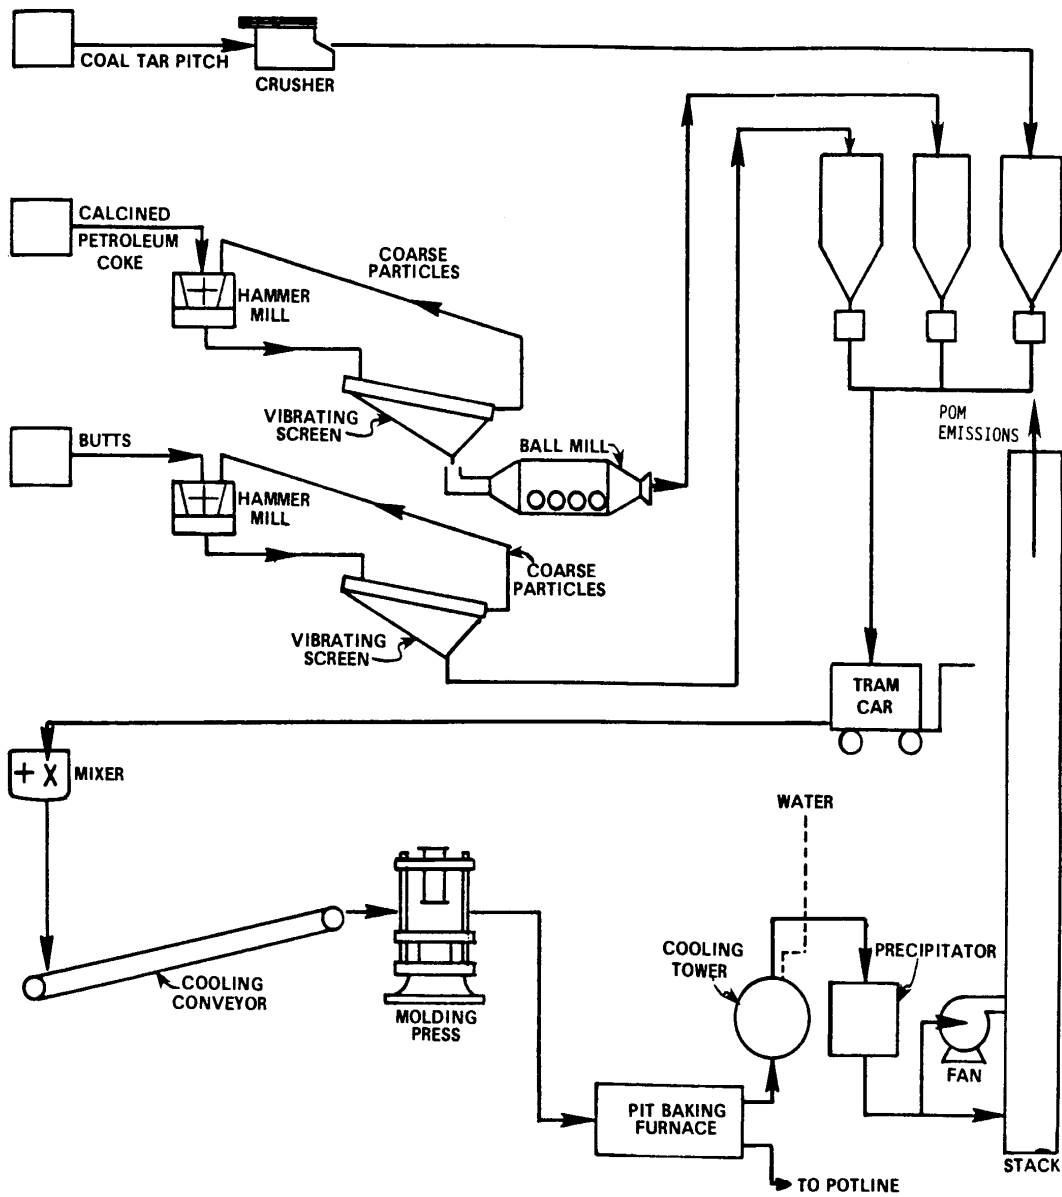 COAL TAR PITCH
CRUSHER
CALCINED
PETROLEUM
COKE
COARSE
PARTICLES
HAMMER
MILL
VIBRATING
SCREEN
BUTTS
BALL MILL
HAMMER
MILL
COARSE
PARTICLES
VIBRATING
SCREEN
POM
EMISSIONS
TRAM
CAR
MIXER
WATER
COOLING
TOWER
PRECIPITATOR
COOLING
CONVEYOR
MOLDING
PRESS
FAN
PIT BAKING
FURNACE
STACK
TO POTLINE